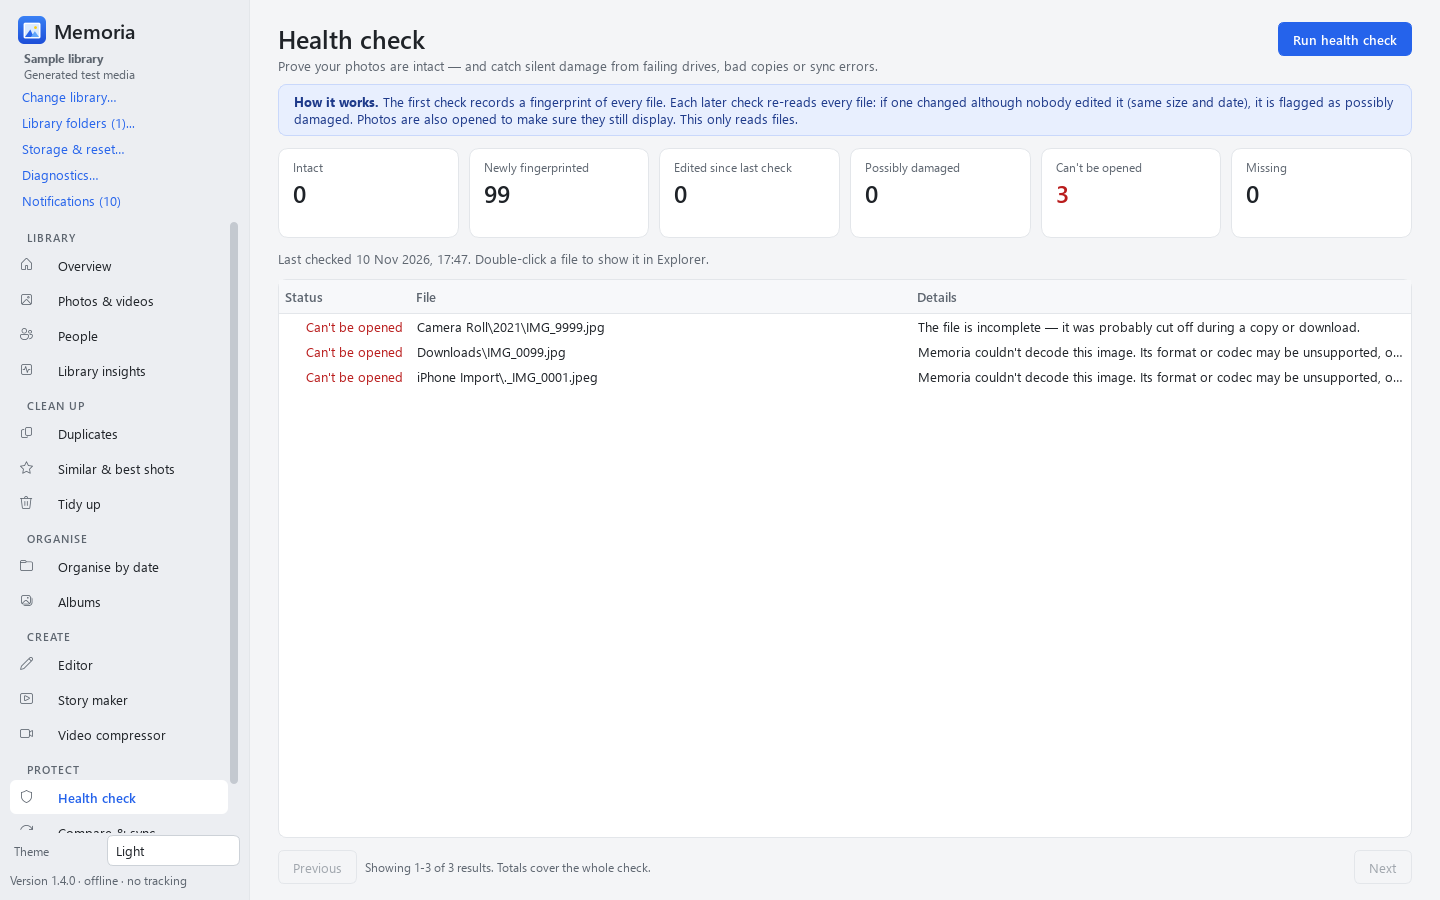 Memoria
Sample library
Generated test media
Change library...
Library folders (1)...
Storage & reset...
Diagnostics...
Notifications (10)
LIBRARY
Overview
Photos & videos
People
Library insights
CLEAN UP
Duplicates
Similar & best shots
Tidy up
ORGANISE
Organise by date
Albums
CREATE
Editor
Story maker
Video compressor
PROTECT
Health check
Compare & sync
Theme
Light
Version 1.4.0 · offline · no tracking
Health check
Run health check
Prove your photos are intact — and catch silent damage from failing drives, bad copies or sync errors.
How it works. The first check records a fingerprint of every file. Each later check re-reads every file: if one changed although nobody edited it (same size and date), it is flagged as possibly
damaged. Photos are also opened to make sure they still display. This only reads files.
Intact
0
Newly fingerprinted
99
Edited since last check
0
Possibly damaged
0
Can't be opened
3
Missing
0
Last checked 10 Nov 2026, 17:47. Double-click a file to show it in Explorer.
Status File Details
Can't be opened Camera Roll\2021\IMG_9999.jpg The file is incomplete — it was probably cut off during a copy or download.
Can't be opened Downloads\IMG_0099.jpg Memoria couldn't decode this image. Its format or codec may be unsupported, o...
Can't be opened iPhone Import\._IMG_0001.jpeg Memoria couldn't decode this image. Its format or codec may be unsupported, o...
Previous
Showing 1-3 of 3 results. Totals cover the whole check.
Next